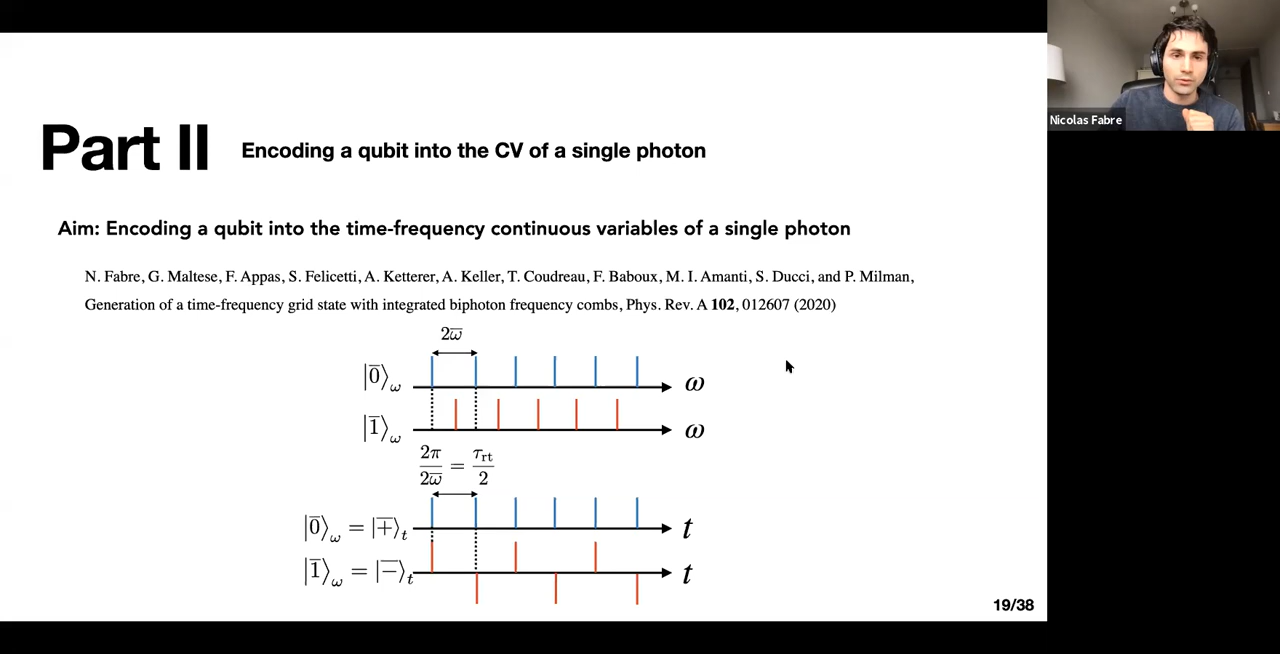 Part II Encoding a qubit into the CV of a single photon
Nicolas Fabre
Aim: Encoding a qubit into the time-frequency continuous variables of a single photon
N. Fabre, G. Maltese, F. Appas, S. Felicetti, A. Ketterer, A. Keller, T. Coudreau, F. Baboux, M. I. Amanti, S. Ducci, and P. Milman,
Generation of a time-frequency grid state with integrated biphoton frequency combs, Phys. Rev. A 102, 012607 (2020)
2ω̅
|0̅⟩ω ω
|1̅⟩ω ω
2π/2ω̅ = τrt/2
|0̅⟩ω = |+̅⟩t t
|1̅⟩ω = |−̅⟩t t
19/38